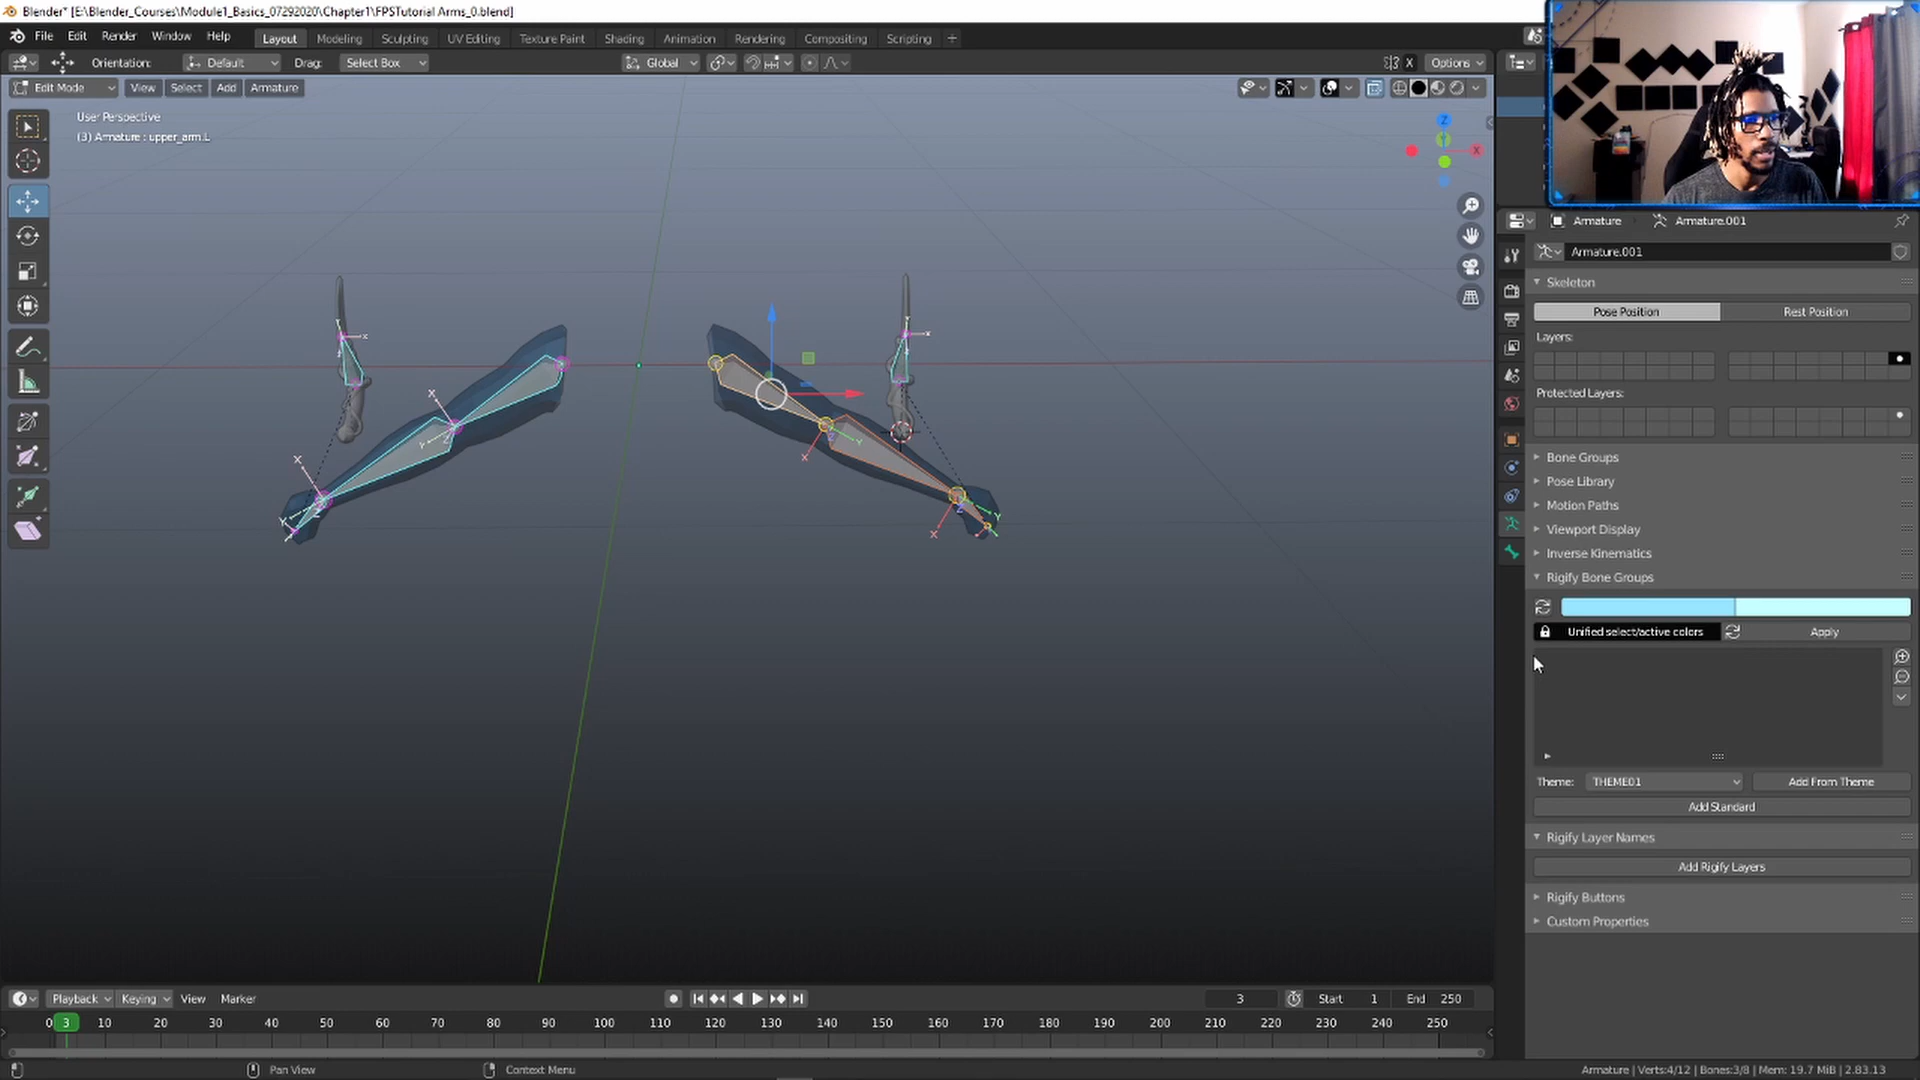 Blender* [E:\Blender_Courses\Module1_Basics_07292020\Chapter1\FPSTutorial Arms_0.blend]
File Edit Render Window Help Layout Modeling Sculpting UV Editing Texture Paint Shading Animation Rendering Compositing Scripting +
Orientation: Default Drag: Select Box Global X Options
Edit Mode View Select Add Armature
User Perspective
(3) Armature : upper_arm.L
Z
X
Armature Armature.001
Armature.001
Skeleton
Pose Position Rest Position
Layers:
Protected Layers:
Bone Groups
Pose Library
Motion Paths
Viewport Display
Inverse Kinematics
Rigify Bone Groups
Unified select/active colors Apply
Theme: THEME01 Add From Theme
Add Standard
Rigify Layer Names
Add Rigify Layers
Rigify Buttons
Custom Properties
Playback Keying View Marker 3 Start 1 End 250
0 3 10 20 30 40 50 60 70 80 90 100 110 120 130 140 150 160 170 180 190 200 210 220 230 240 250
Pan View Context Menu Armature | Verts:4/12 | Bones:3/8 | Mem: 19.7 MiB | 2.83.13